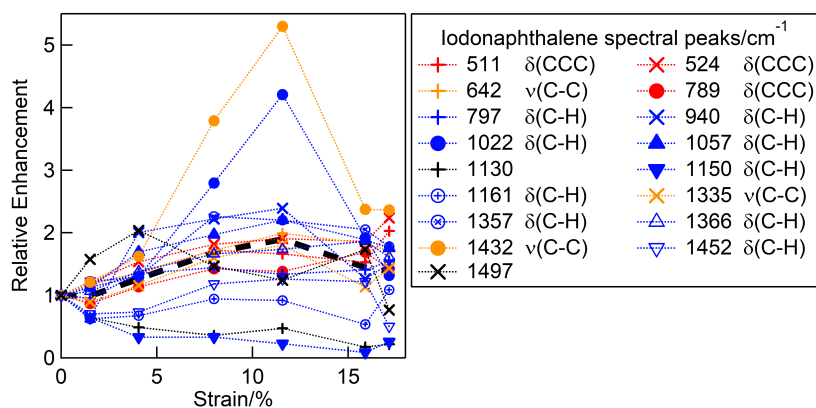 5
4
3
2
1
0
Relative Enhancement
0 5 10 15
Strain/%
Iodonaphthalene spectral peaks/cm⁻¹
511 δ(CCC) 524 δ(CCC)
642 ν(C-C) 789 δ(CCC)
797 δ(C-H) 940 δ(C-H)
1022 δ(C-H) 1057 δ(C-H)
1130 1150 δ(C-H)
1161 δ(C-H) 1335 ν(C-C)
1357 δ(C-H) 1366 δ(C-H)
1432 ν(C-C) 1452 δ(C-H)
1497